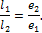 l₁/l₂ = e₂/e₁.